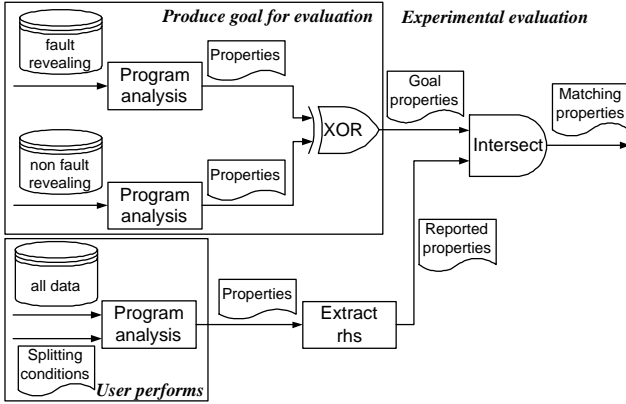 Produce goal for evaluation
Experimental evaluation
fault
revealing
Program
analysis
Properties
XOR
Goal
properties
Intersect
Matching
properties
non fault
revealing
Program
analysis
Properties
Reported
properties
all data
Program
analysis
Splitting
conditions
User performs
Properties
Extract
rhs